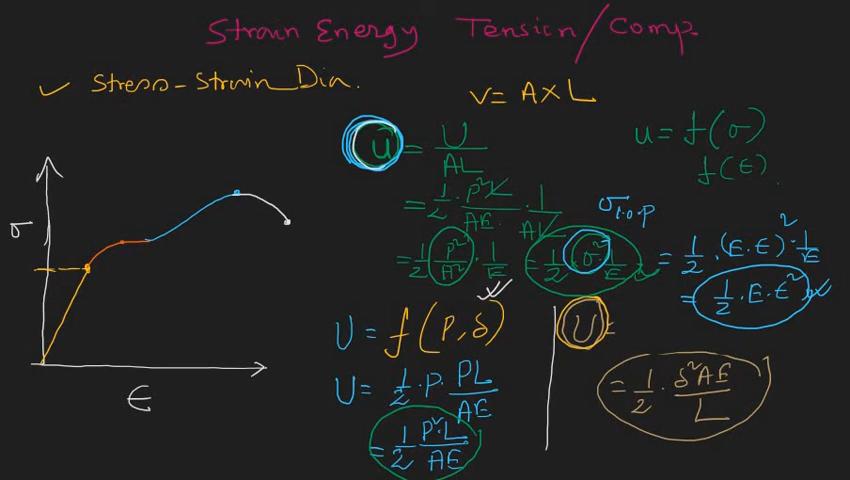 Strain Energy Tension/Comp.
✓ Stress-Strain Dia.
V = A × L
u = U/AL
= 1/2 · P²L/AE · 1/AL
= 1/2 P²/A² · 1/E = 1/2 σ² 1/E
σ ϵ
U = f(P, δ)
U = 1/2 · P · PL/AE
= 1/2 P²L/AE
u = f(σ)
f(ϵ)
σ T.O.P
= 1/2 · (E·ϵ)² · 1/E
= 1/2 · E · ϵ²
U =
= 1/2 · δ²AE/L